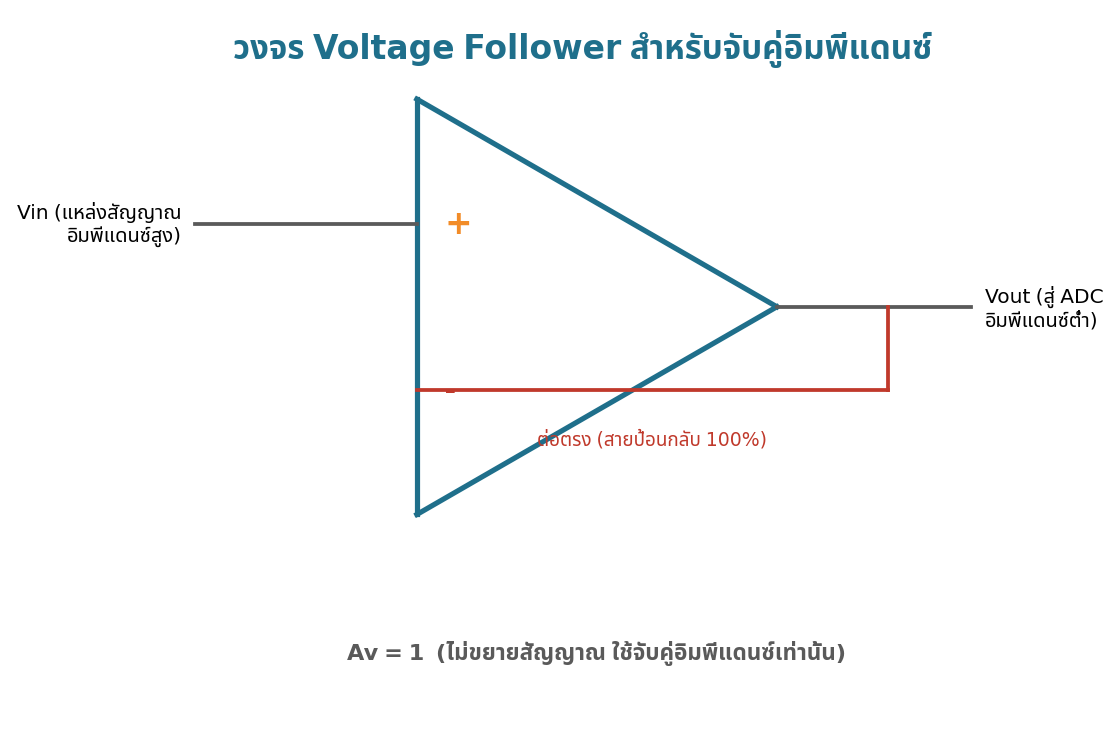 วงจร Voltage Follower สำหรับจับคู่อิมพีแดนซ์
Vin (แหล่งสัญญาณ
อิมพีแดนซ์สูง)
+
Vout (สู่ ADC
อิมพีแดนซ์ต่ำ)
-
ต่อตรง (สายป้อนกลับ 100%)
Av = 1 (ไม่ขยายสัญญาณ ใช้จับคู่อิมพีแดนซ์เท่านั้น)